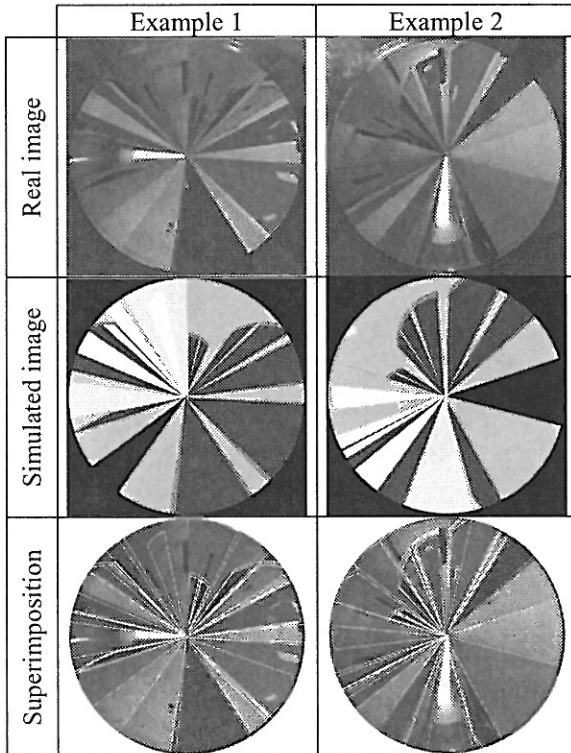 Example 1
Example 2
Real image
Simulated image
Superimposition